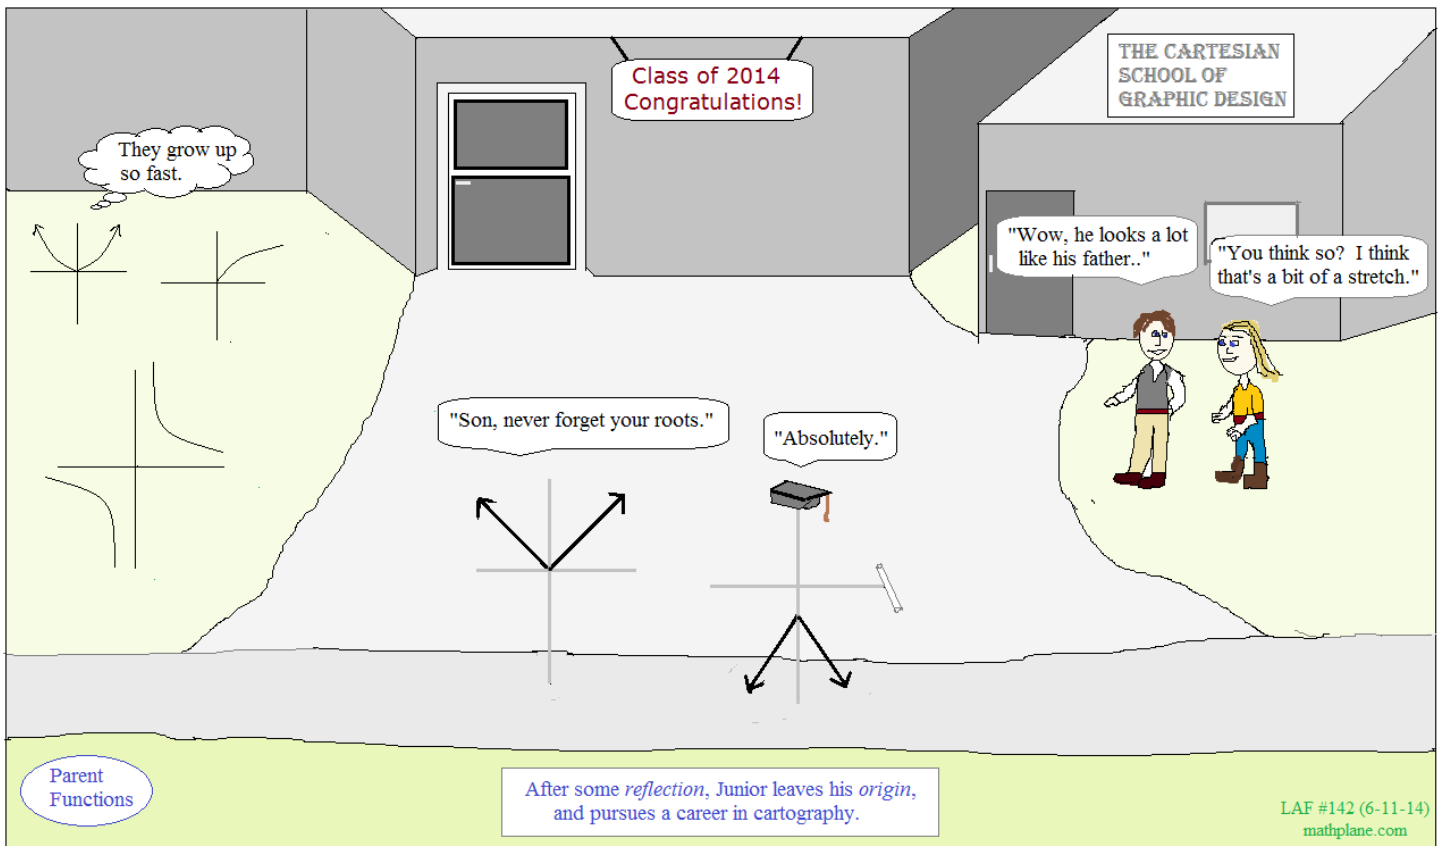 THE CARTESIAN
SCHOOL OF
GRAPHIC DESIGN
Class of 2014
Congratulations!
They grow up
so fast.
"Wow, he looks a lot
like his father.."
"You think so?  I think
that's a bit of a stretch."
"Son, never forget your roots."
"Absolutely."
Parent
Functions
After some reflection, Junior leaves his origin,
and pursues a career in cartography.
LAF #142 (6-11-14)
mathplane.com